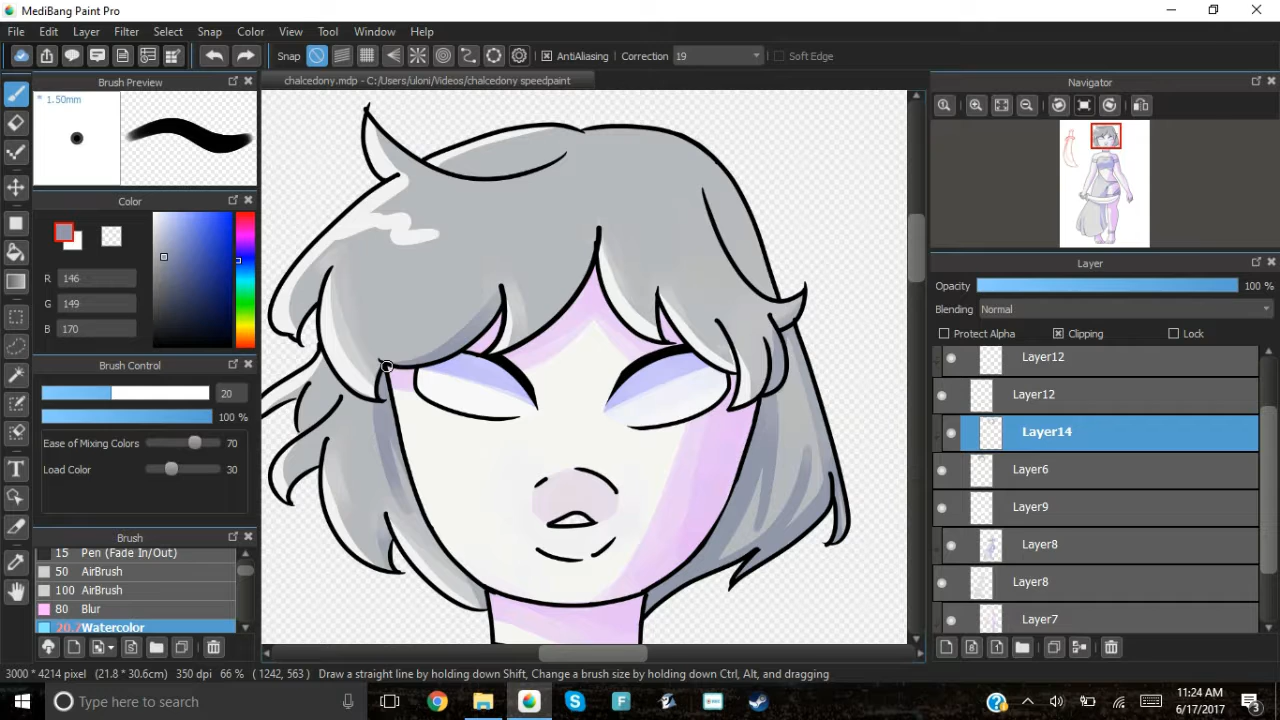 MediBang Paint Pro
File Edit Layer Filter Select Snap Color View Tool Window Help
Snap AntiAliasing Correction 19 Soft Edge
Brush Preview
chalcedony.mdp - C:/Users/uloni/Videos/chalcedony speedpaint
Navigator
* 1.50mm
Color
R 146
G 149
B 170
Layer
Opacity 100 %
Blending Normal
Protect Alpha Clipping Lock
Layer12
Layer12
Layer14
Layer6
Layer9
Layer8
Layer8
Layer7
Brush Control
20
100 %
Ease of Mixing Colors 70
Load Color 30
Brush
15 Pen (Fade In/Out)
50 AirBrush
100 AirBrush
80 Blur
20.7 Watercolor
3000 * 4214 pixel (21.8 * 30.6cm) 350 dpi 66 % ( 1242, 563 ) Draw a straight line by holding down Shift, Change a brush size by holding down Ctrl, Alt, and dragging
Type here to search
11:24 AM
6/17/2017
3